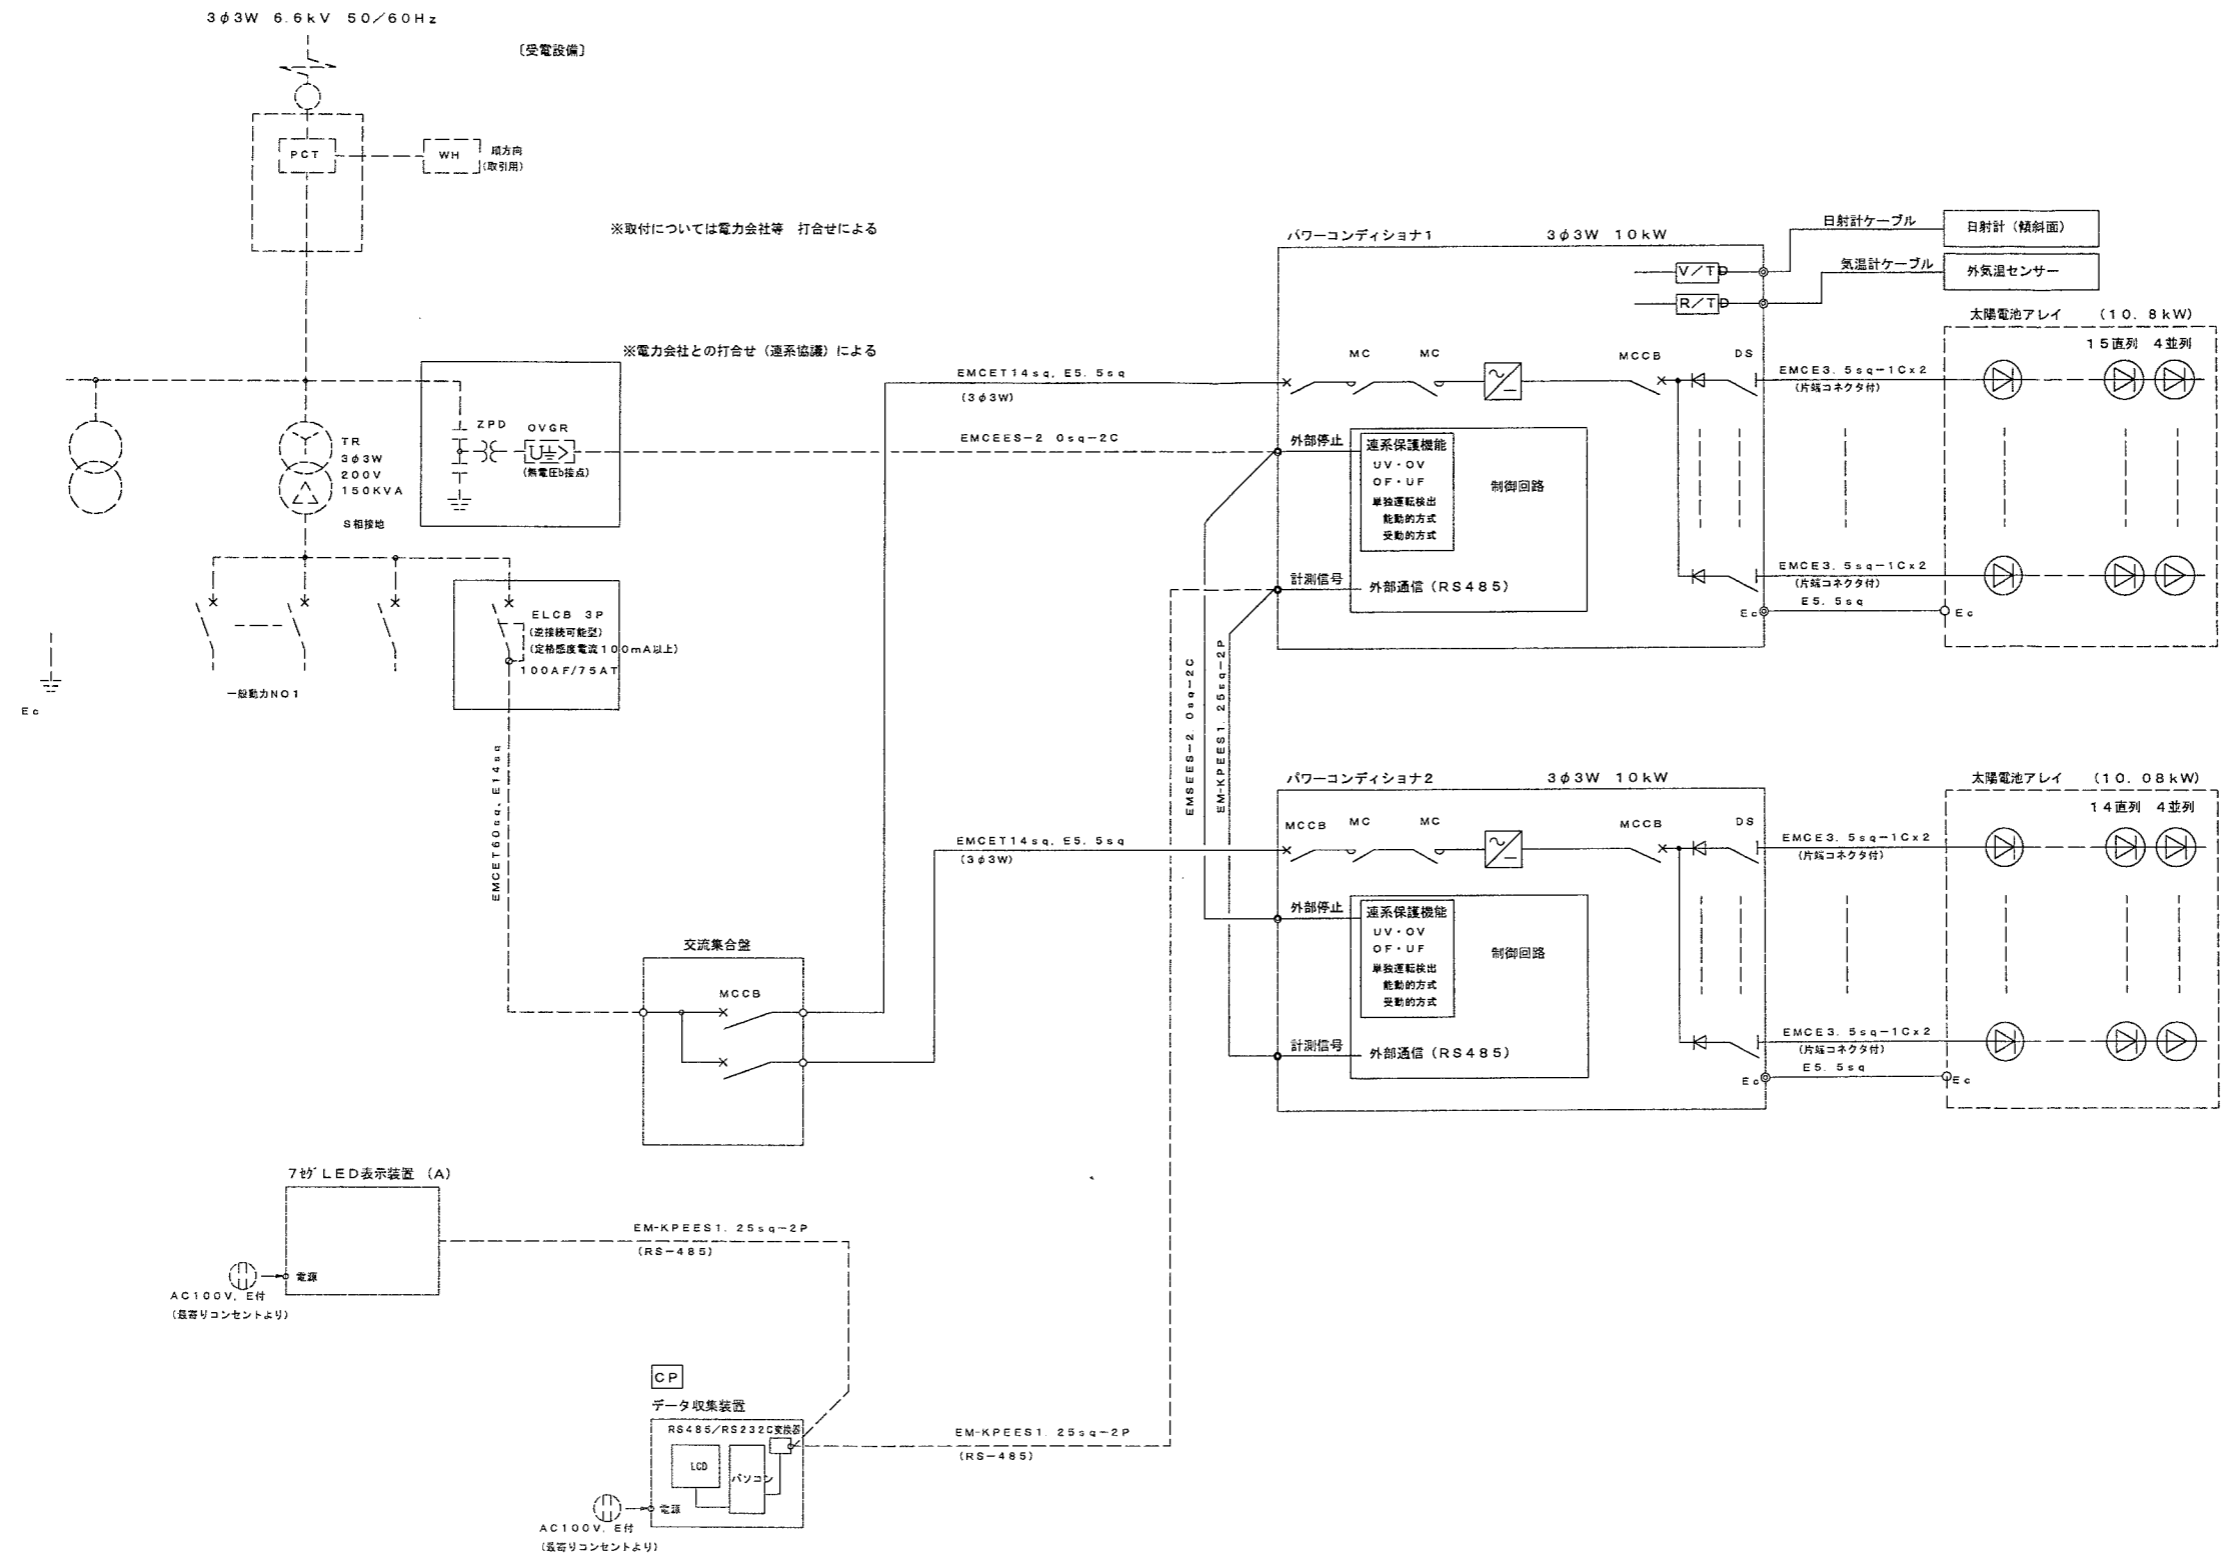 3φ3W 6.6kV 50/60Hz
〔受電設備〕
PCT
WH
順方向
(取引用)
※取付については電力会社等 打合せによる
※電力会社との打合せ（連系協議）による
ZPD
OVGR
(無電圧b接点)
TR
3φ3W
200V
150KVA
S相接地
ELCB 3P
(逆接続可能型)
(定格感度電流100mA以上)
100AF/75AT
一般動力NO1
Ec
EMCET60sq, E14sq
EMCET14sq, E5.5sq
(3φ3W)
EMCEES-2.0sq-2C
パワーコンディショナ1 3φ3W 10kW
V/TD
R/TD
日射計ケーブル
日射計（傾斜面）
気温計ケーブル
外気温センサー
太陽電池アレイ (10.8kW)
15直列 4並列
MC
MC
MCCB
DS
EMCE3.5sq-1Cx2
(片端コネクタ付)
外部停止
連系保護機能
UV・OV
OF・UF
単独運転検出
能動的方式
受動的方式
制御回路
計測信号
外部通信（RS485）
EMCE3.5sq-1Cx2
(片端コネクタ付)
E5.5sq
Ec
Ec
EMSEES-2.0sq-2C
EM-KPEES1.25sq-2P
パワーコンディショナ2 3φ3W 10kW
太陽電池アレイ (10.08kW)
14直列 4並列
EMCET14sq, E5.5sq
(3φ3W)
MCCB
MC
MC
MCCB
DS
EMCE3.5sq-1Cx2
(片端コネクタ付)
外部停止
連系保護機能
UV・OV
OF・UF
単独運転検出
能動的方式
受動的方式
制御回路
計測信号
外部通信（RS485）
EMCE3.5sq-1Cx2
(片端コネクタ付)
E5.5sq
Ec
Ec
交流集合盤
MCCB
7ｾｸﾞLED表示装置 (A)
電源
AC100V, E付
(最寄りコンセントより)
EM-KPEES1.25sq-2P
(RS-485)
CP
データ収集装置
RS485/RS232C変換器
LCD
パソコン
電源
AC100V, E付
(最寄りコンセントより)
EM-KPEES1.25sq-2P
(RS-485)